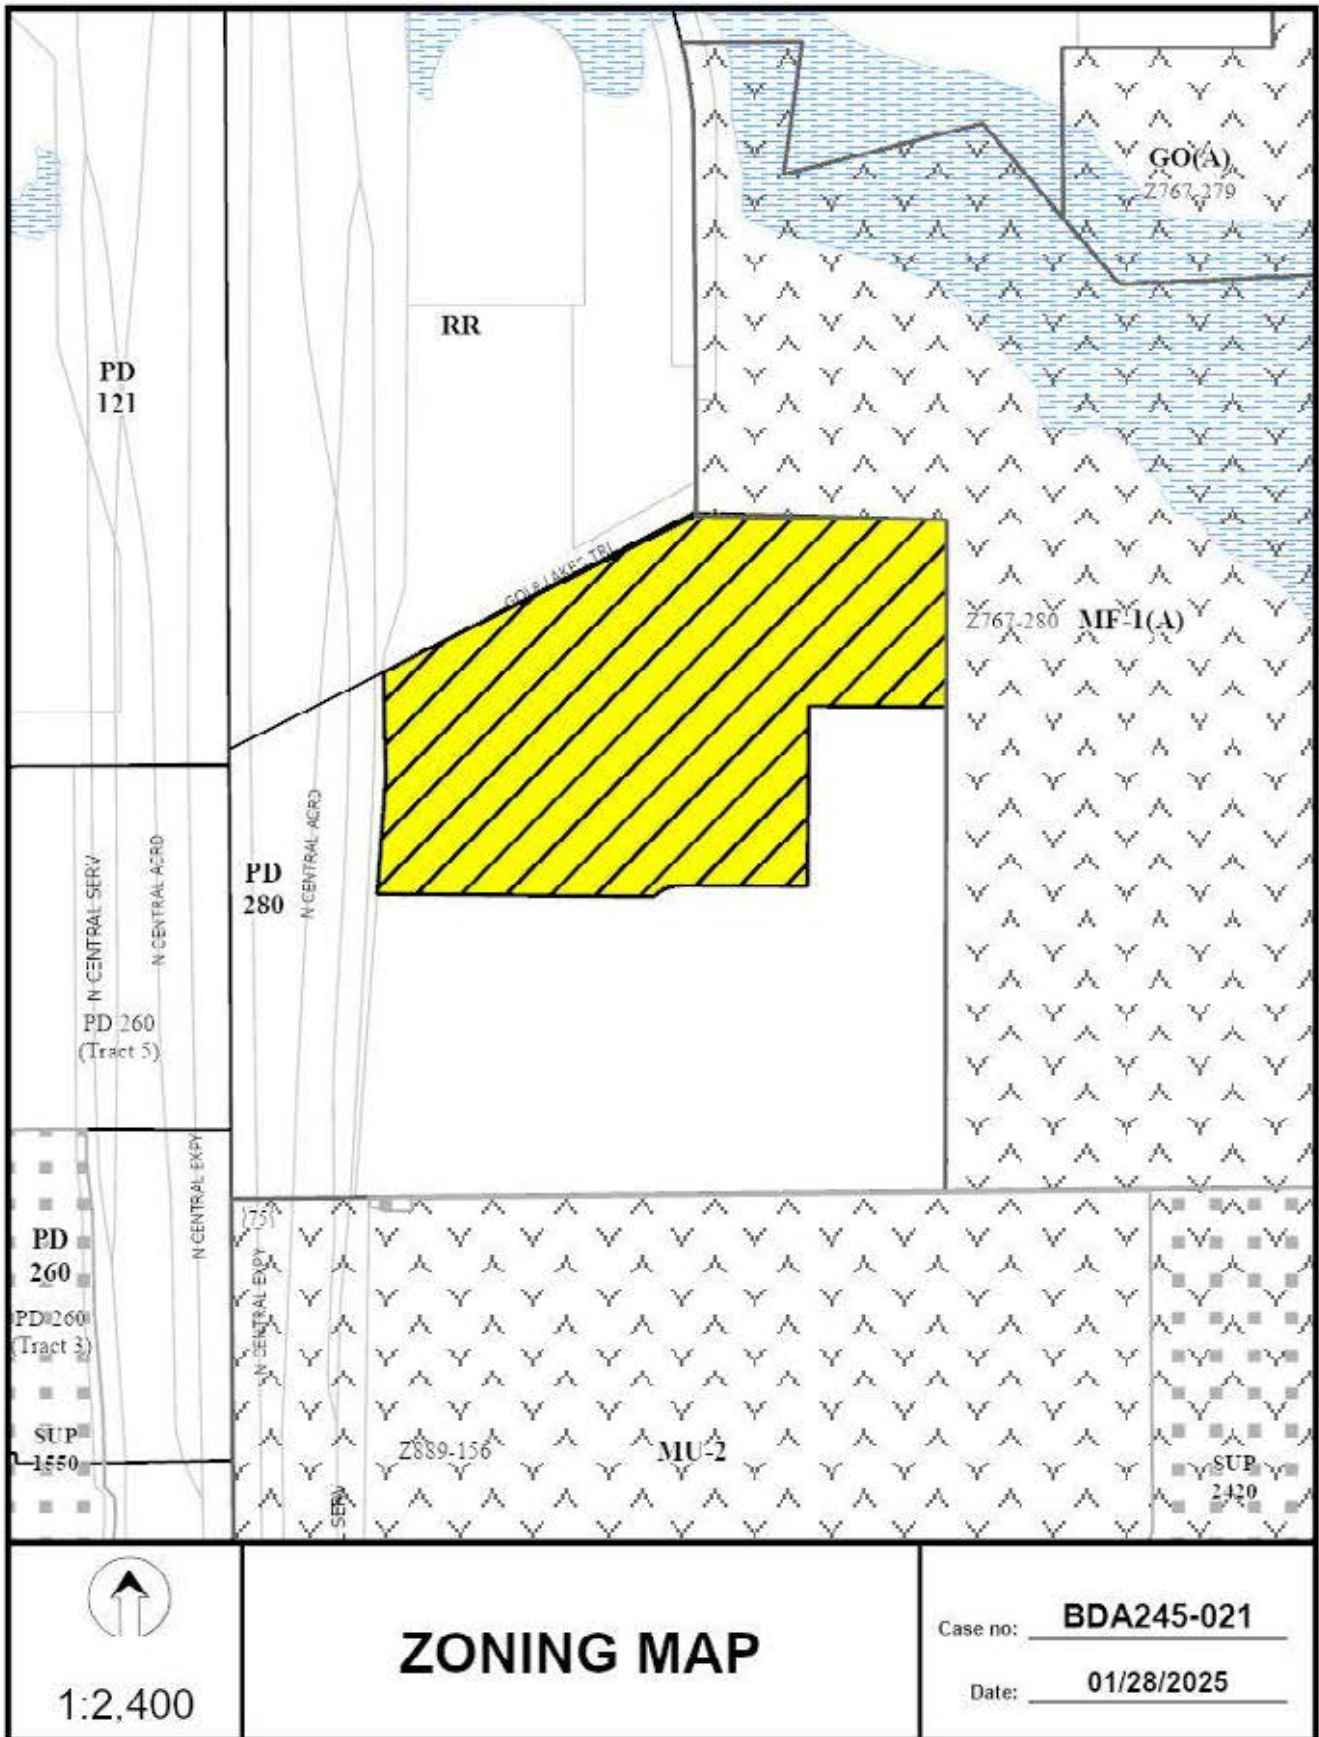 GO(A)
Z767-279
RR
PD
121
GOLF LAKES TRL
Z767-280 MF-1(A)
PD
280
N CENTRAL ACRD
N CENTRAL SERV
N CENTRAL ACRD
PD 260
(Tract 5)
N CENTRAL EXPY
(75)
PD
260
N CENTRAL EXPY
PD 260
(Tract 3)
SUP
1550
Z889-156
MU-2
SUP
2420
SERV
1:2,400
ZONING MAP
Case no: BDA245-021
Date: 01/28/2025